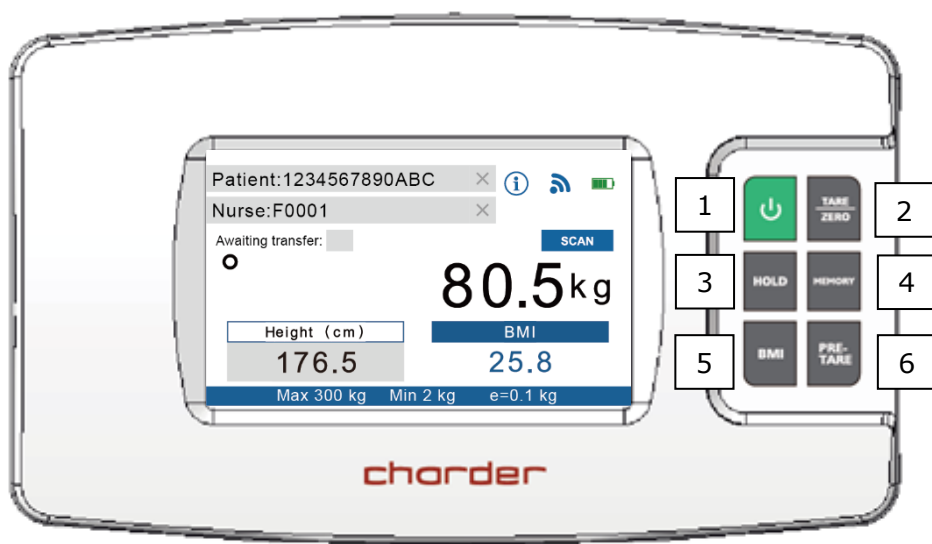 Patient:1234567890ABC ×
Nurse:F0001 ×
Awaiting transfer:
SCAN
80.5kg
Height (cm) BMI
176.5 25.8
Max 300 kg Min 2 kg e=0.1 kg
charder
1 TARE 2
ZERO
3 HOLD MEMORY 4
5 BMI PRE- 6
TARE